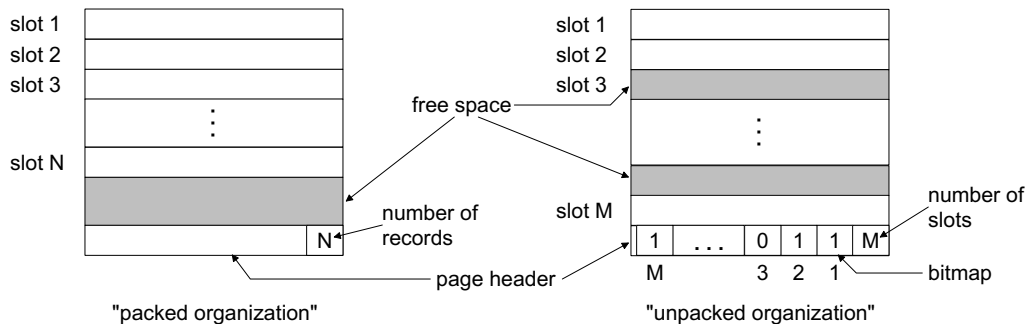 slot 1
slot 2
slot 3
slot N
N
number of
records
"packed organization"
free space
page header
slot 1
slot 2
slot 3
slot M
1 . . . 0 1 1 M
M 3 2 1
number of
slots
bitmap
"unpacked organization"